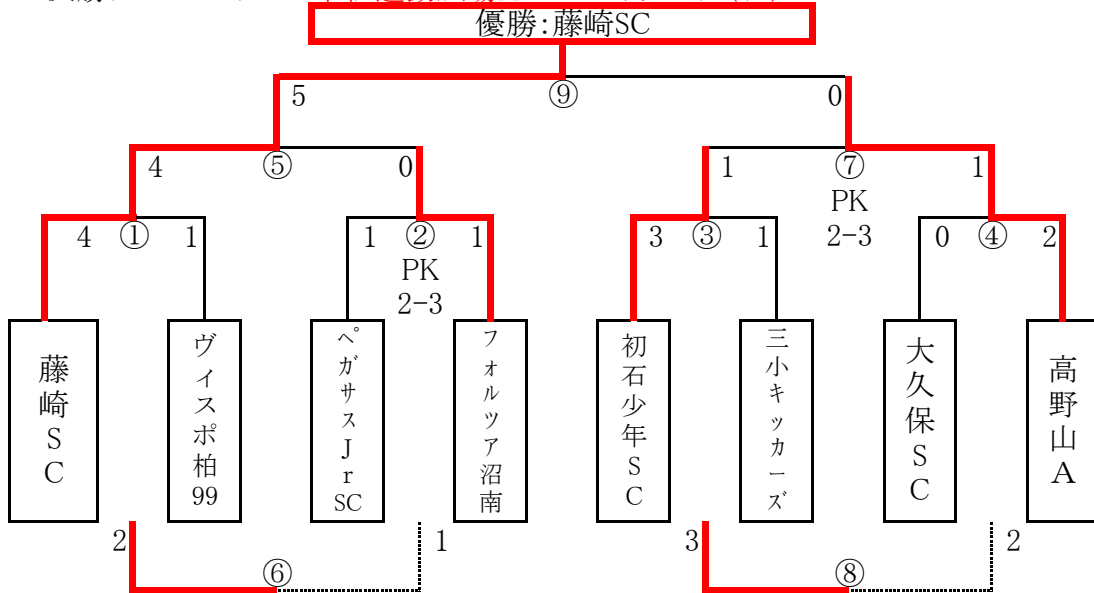 優勝:藤崎SC
5 ⑨ 0
4 ⑤ 0 1 ⑦ 1
PK
2-3
4 ① 1 1 ② 1 3 ③ 1 0 ④ 2
PK
2-3
藤崎SC
ヴィスポ柏99
ペガサスJrSC
フォルツア沼南
初石少年SC
三小キッカーズ
大久保SC
高野山A
2 ⑥ 1 3 ⑧ 2